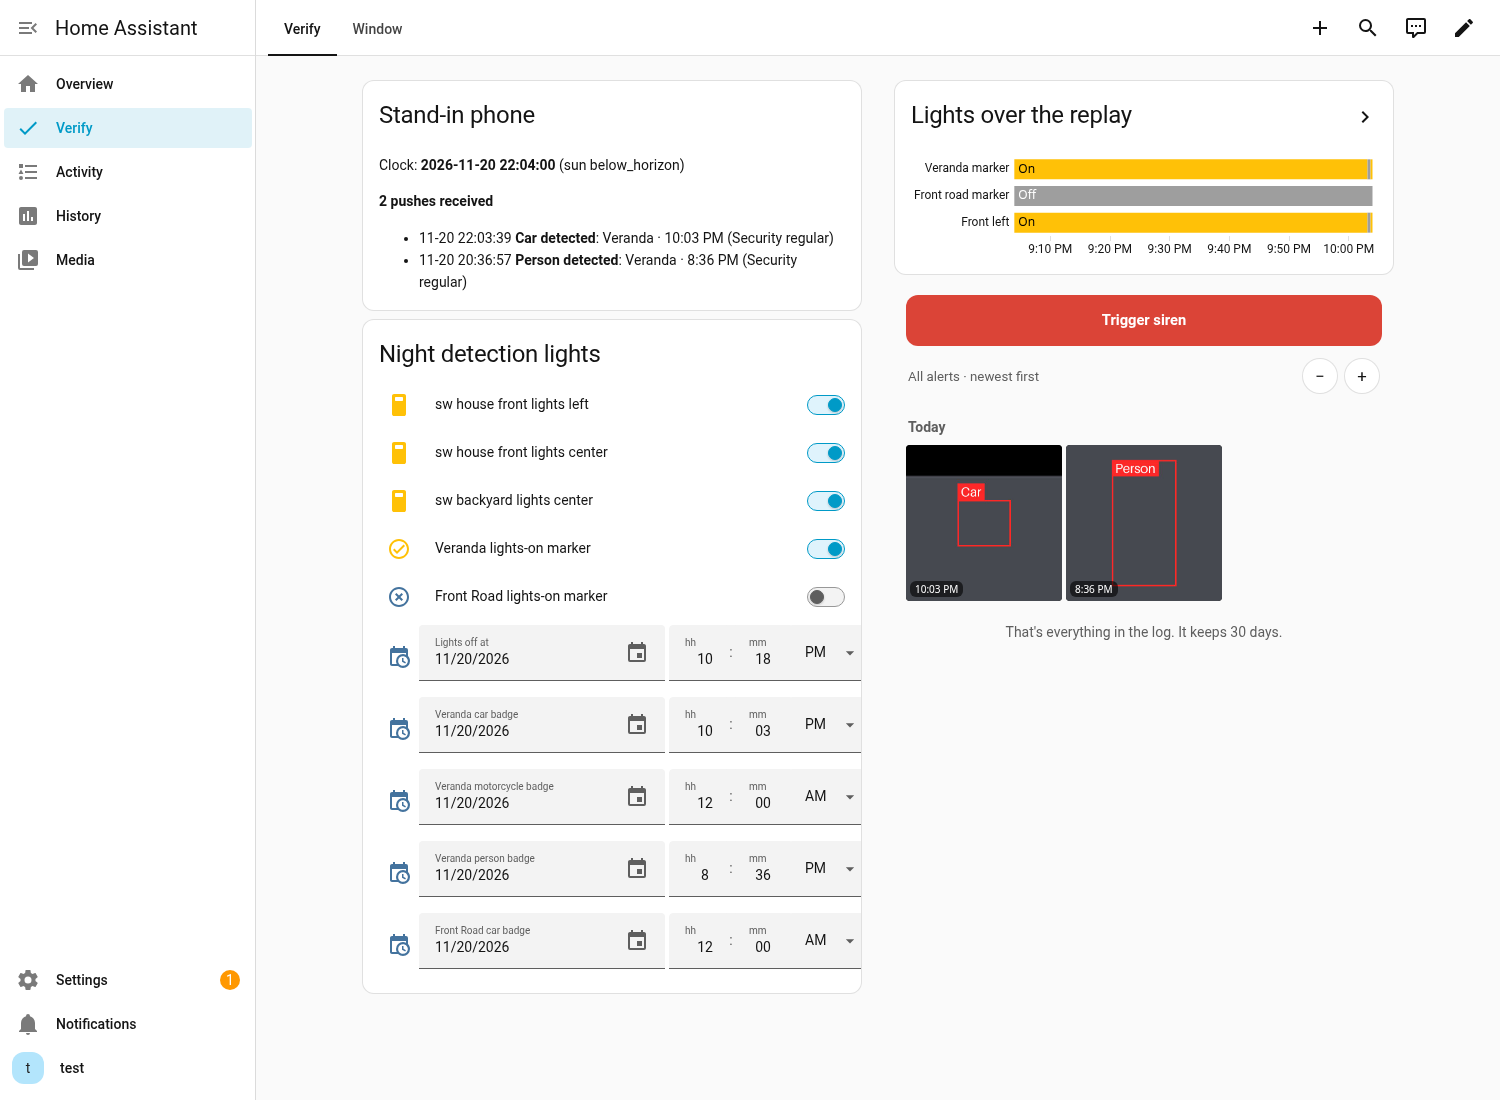 Home Assistant
Verify
Window
Overview
Verify
Activity
History
Media
Settings
1
Notifications
t
test
Stand-in phone
Clock: 2026-11-20 22:04:00 (sun below_horizon)
2 pushes received
• 11-20 22:03:39 Car detected: Veranda · 10:03 PM (Security regular)
• 11-20 20:36:57 Person detected: Veranda · 8:36 PM (Security
regular)
Night detection lights
sw house front lights left
sw house front lights center
sw backyard lights center
Veranda lights-on marker
Front Road lights-on marker
Lights off at
11/20/2026
hh
10
:
mm
18
PM
Veranda car badge
11/20/2026
hh
10
:
mm
03
PM
Veranda motorcycle badge
11/20/2026
hh
12
:
mm
00
AM
Veranda person badge
11/20/2026
hh
8
:
mm
36
PM
Front Road car badge
11/20/2026
hh
12
:
mm
00
AM
Lights over the replay
Veranda marker
On
Front road marker
Off
Front left
On
9:10 PM
9:20 PM
9:30 PM
9:40 PM
9:50 PM
10:00 PM
Trigger siren
All alerts · newest first
−
+
Today
Car
10:03 PM
Person
8:36 PM
That's everything in the log. It keeps 30 days.